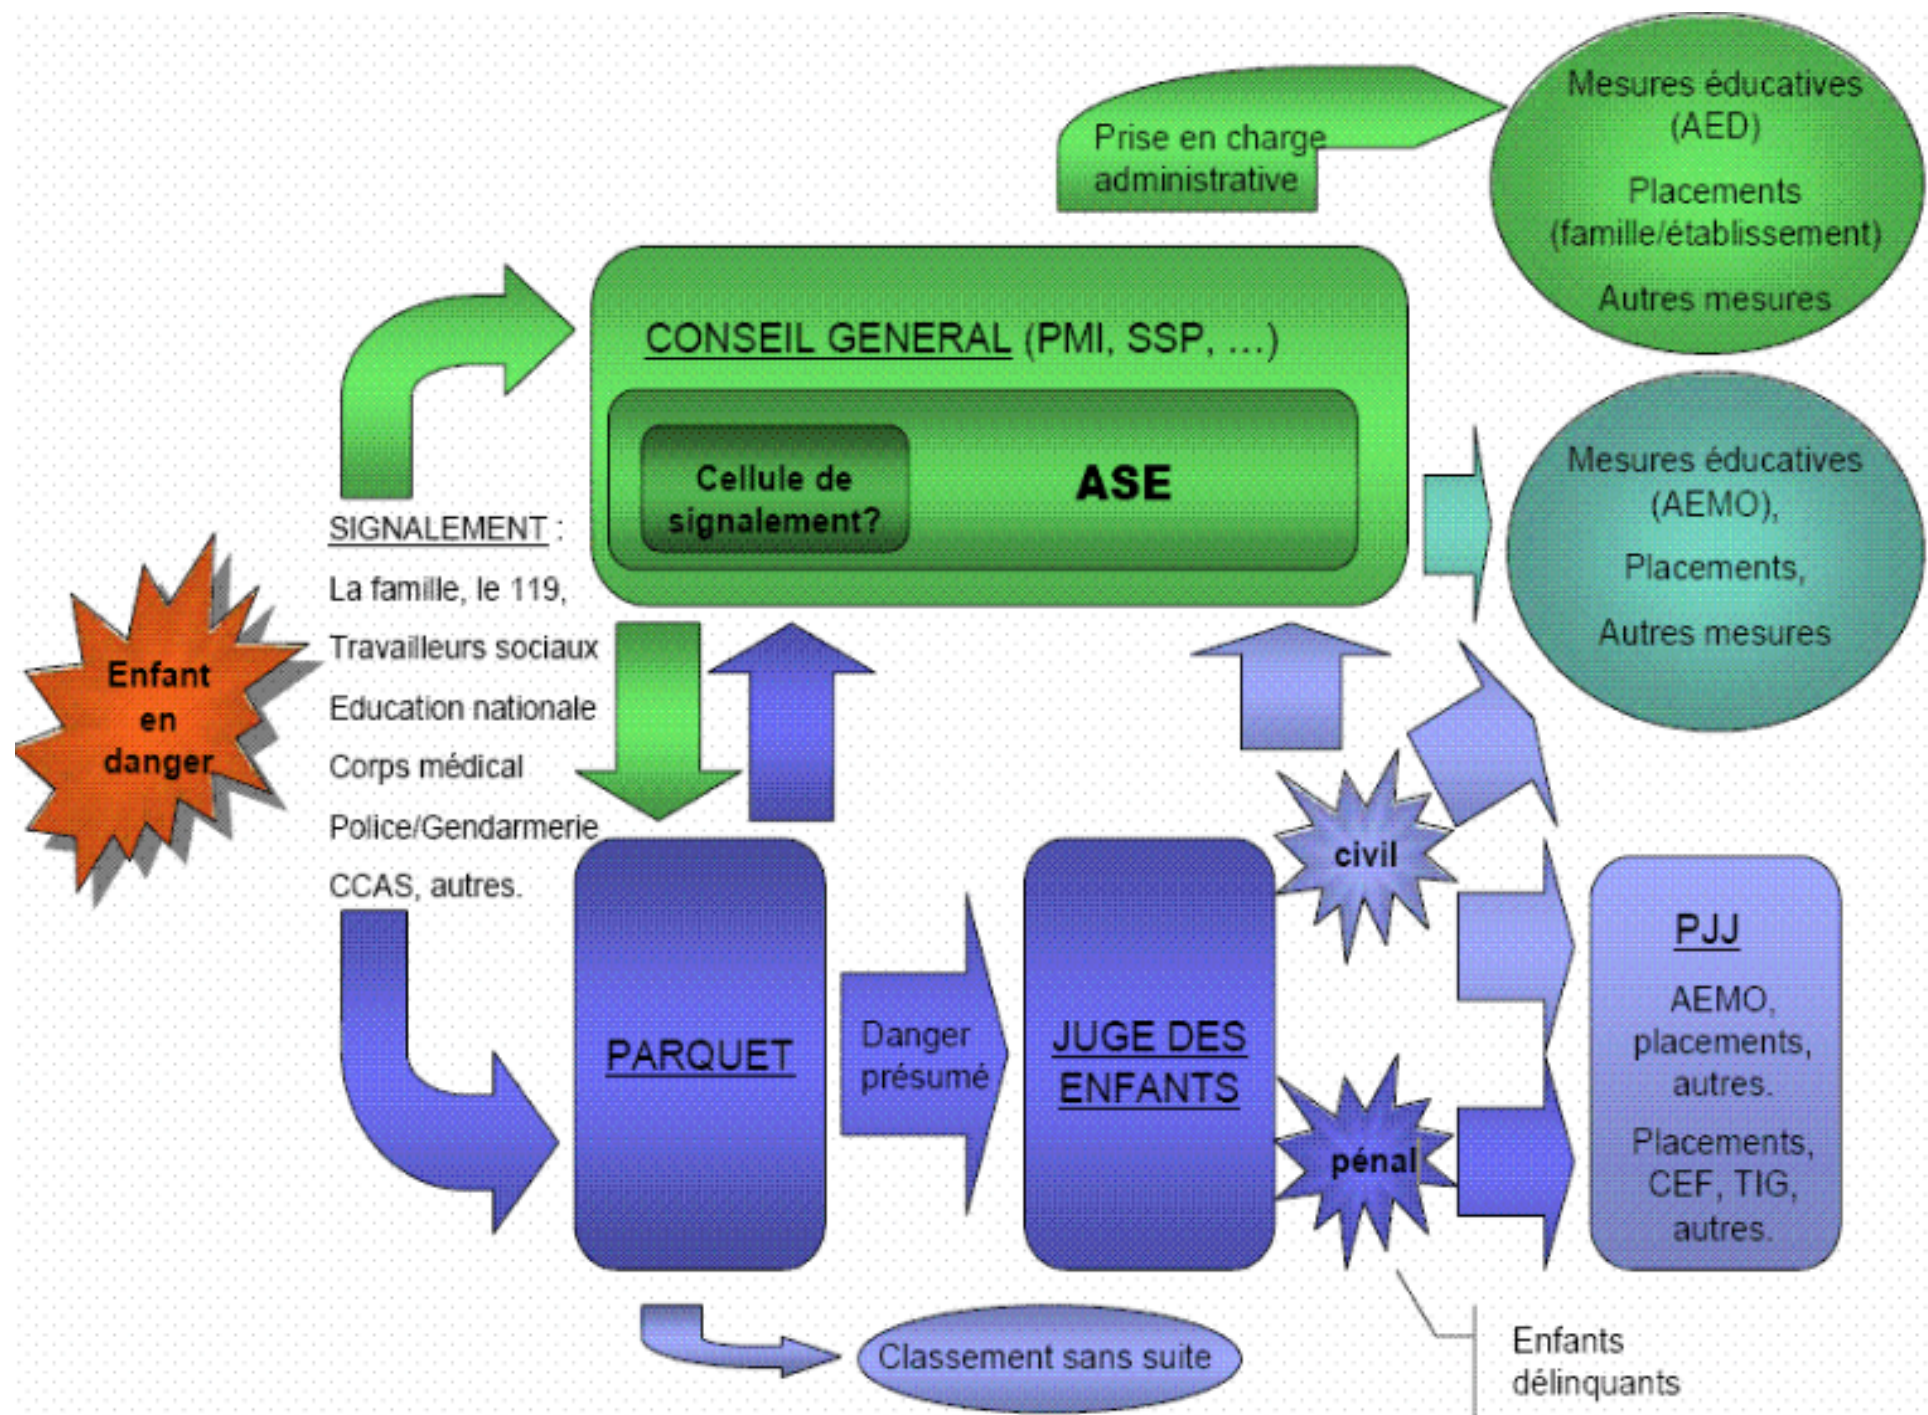 Mesures éducatives
(AED)
Placements
(famille/établissement)
Autres mesures
Prise en charge
administrative
CONSEIL GENERAL (PMI, SSP, ...)
Cellule de
signalement?
ASE
Mesures éducatives
(AEMO),
Placements,
Autres mesures
SIGNALEMENT :
La famille, le 119,
Travailleurs sociaux
Education nationale
Corps médical
Police/Gendarmerie
CCAS, autres.
Enfant
en
danger
PARQUET
Danger
présumé
JUGE DES
ENFANTS
civil
pénal
PJJ
AEMO,
placements,
autres.
Placements,
CEF, TIG,
autres.
Classement sans suite
Enfants
délinquants